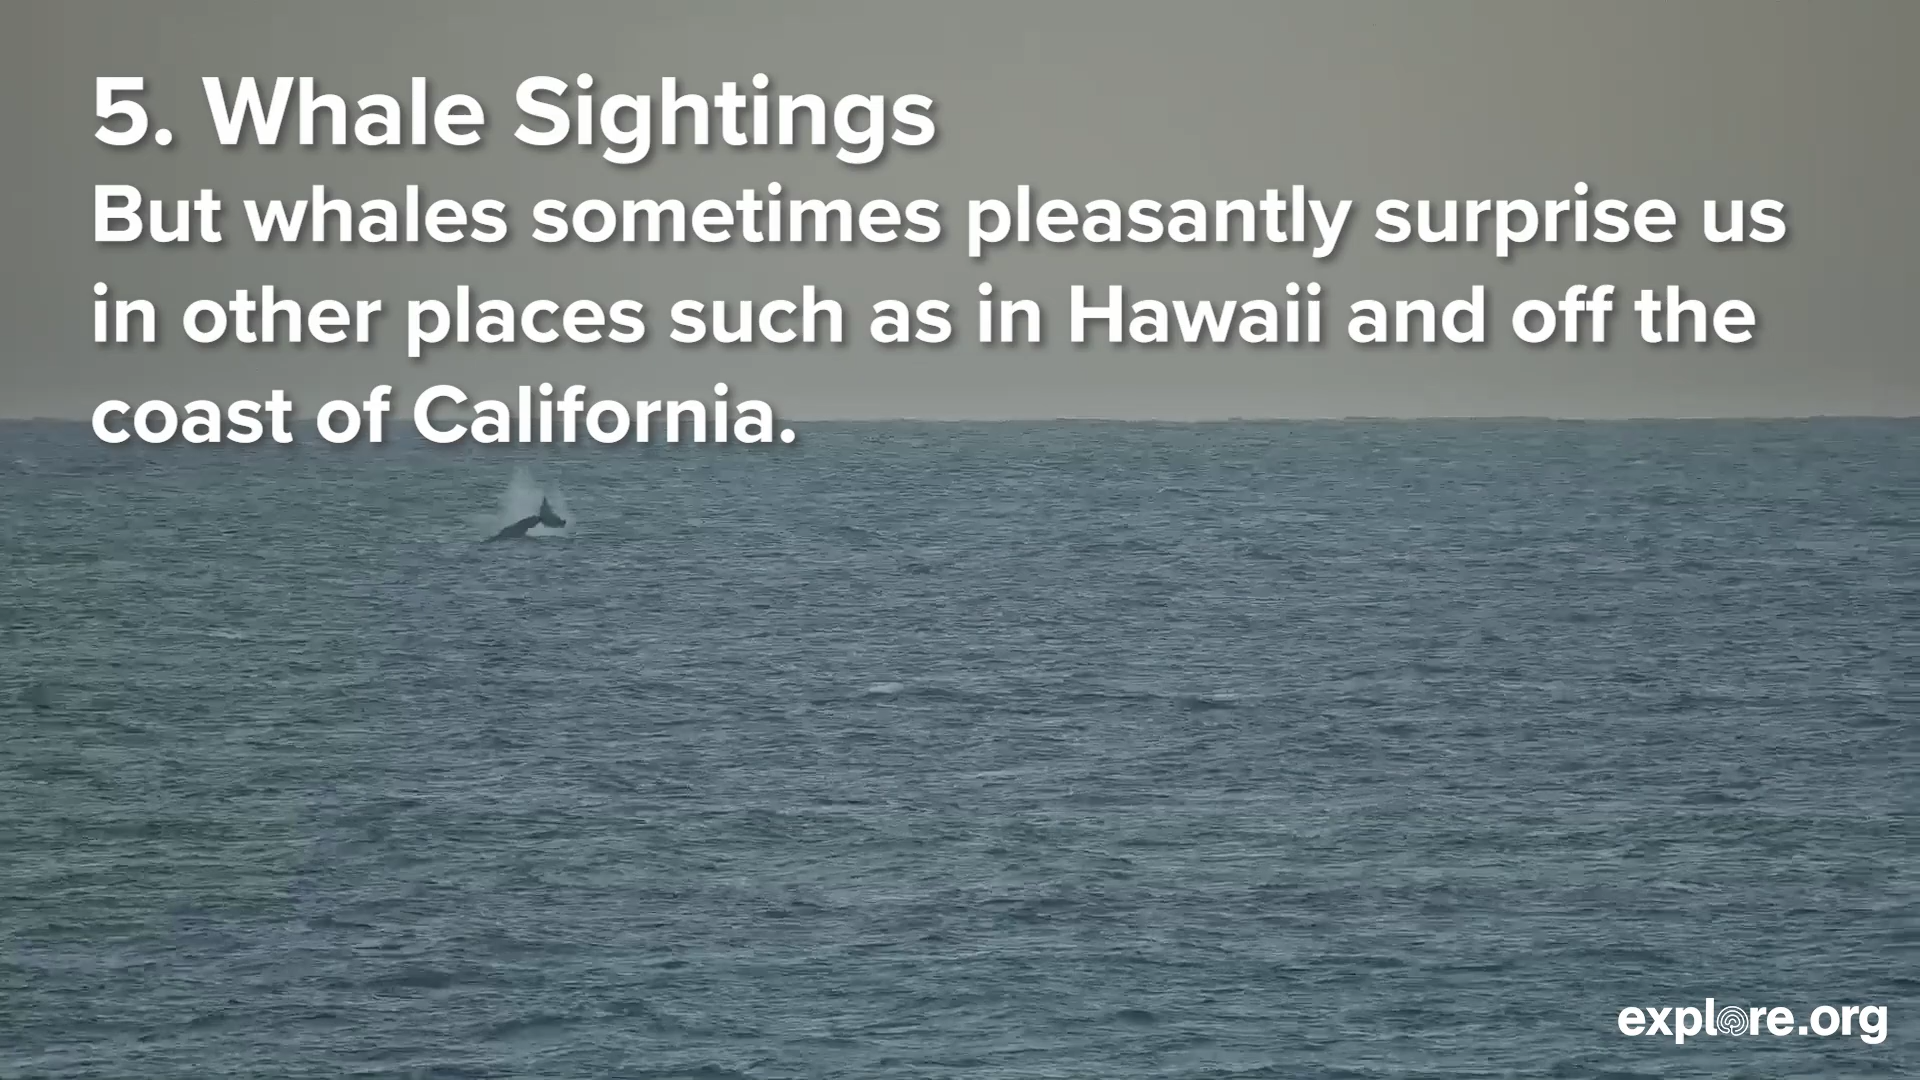 5. Whale Sightings
But whales sometimes pleasantly surprise us
in other places such as in Hawaii and off the
coast of California.
explore.org